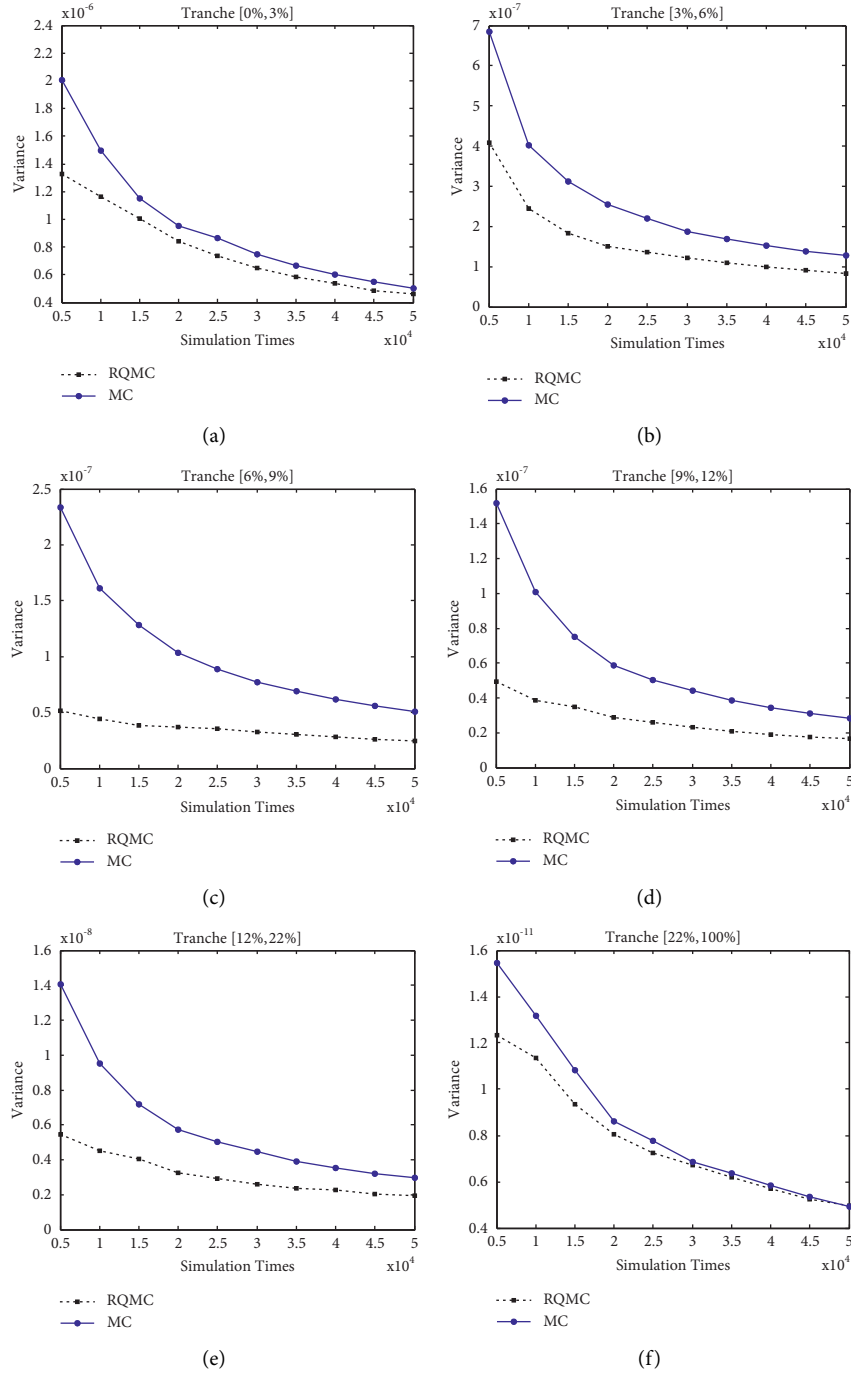 x10-6
Tranche [0%,3%]
2.4
2.2
2
1.8
1.6
1.4
1.2
1
0.8
0.6
0.4
Variance
0.5 1 1.5 2 2.5 3 3.5 4 4.5 5
Simulation Times x104
RQMC
MC
(a)
x10-7
Tranche [3%,6%]
7
6
5
4
3
2
1
0
Variance
0.5 1 1.5 2 2.5 3 3.5 4 4.5 5
Simulation Times x104
RQMC
MC
(b)
x10-7
Tranche [6%,9%]
2.5
2
1.5
1
0.5
0
Variance
0.5 1 1.5 2 2.5 3 3.5 4 4.5 5
Simulation Times x104
RQMC
MC
(c)
x10-7
Tranche [9%,12%]
1.6
1.4
1.2
1
0.8
0.6
0.4
0.2
0
Variance
0.5 1 1.5 2 2.5 3 3.5 4 4.5 5
Simulation Times x104
RQMC
MC
(d)
x10-8
Tranche [12%,22%]
1.6
1.4
1.2
1
0.8
0.6
0.4
0.2
0
Variance
0.5 1 1.5 2 2.5 3 3.5 4 4.5 5
Simulation Times x104
RQMC
MC
(e)
x10-11
Tranche [22%,100%]
1.6
1.4
1.2
1
0.8
0.6
0.4
Variance
0.5 1 1.5 2 2.5 3 3.5 4 4.5 5
Simulation Times x104
RQMC
MC
(f)